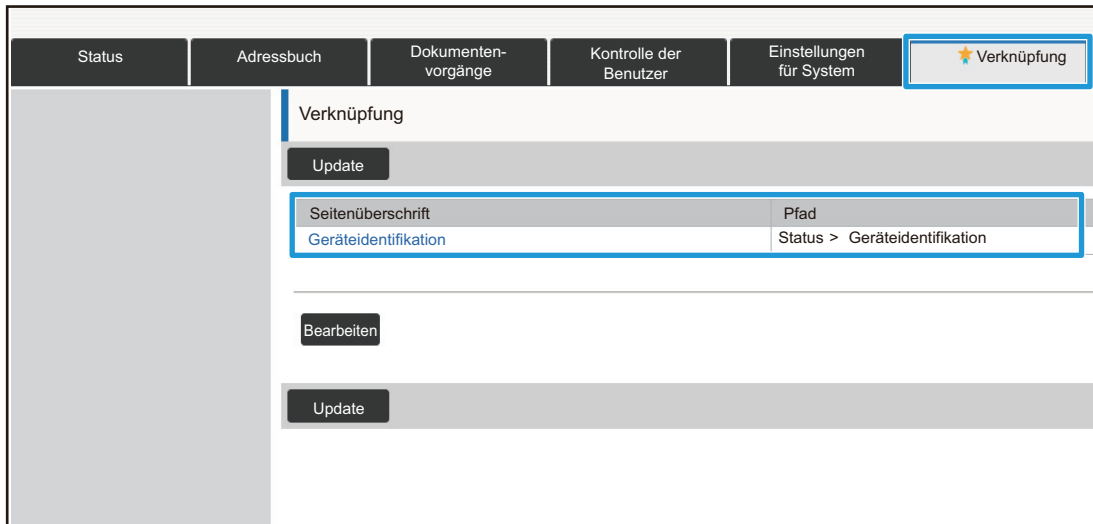 Status
Adressbuch
Dokumenten-
vorgänge
Kontrolle der
Benutzer
Einstellungen
für System
Verknüpfung
Verknüpfung
Update
Seitenüberschrift Pfad
Geräteidentifikation Status > Geräteidentifikation
Bearbeiten
Update